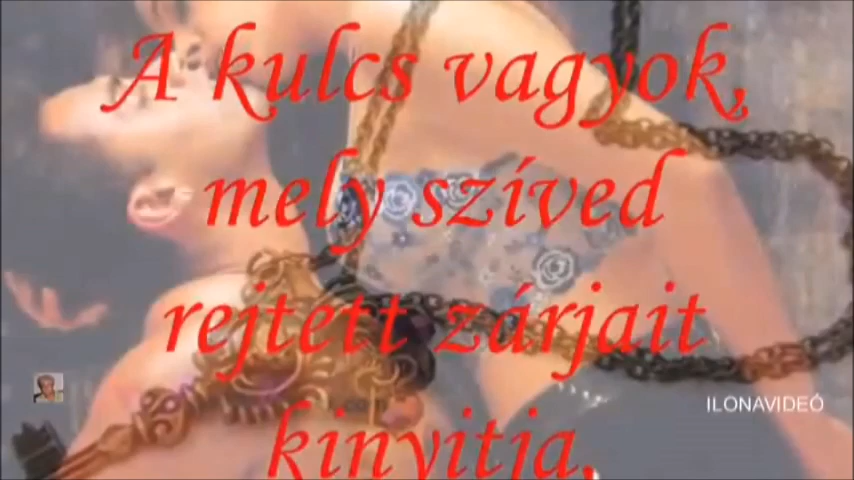 A kulcs vagyok,
mely szíved
rejtett zárjait
kinyitja,
ILONAVIDEÓ